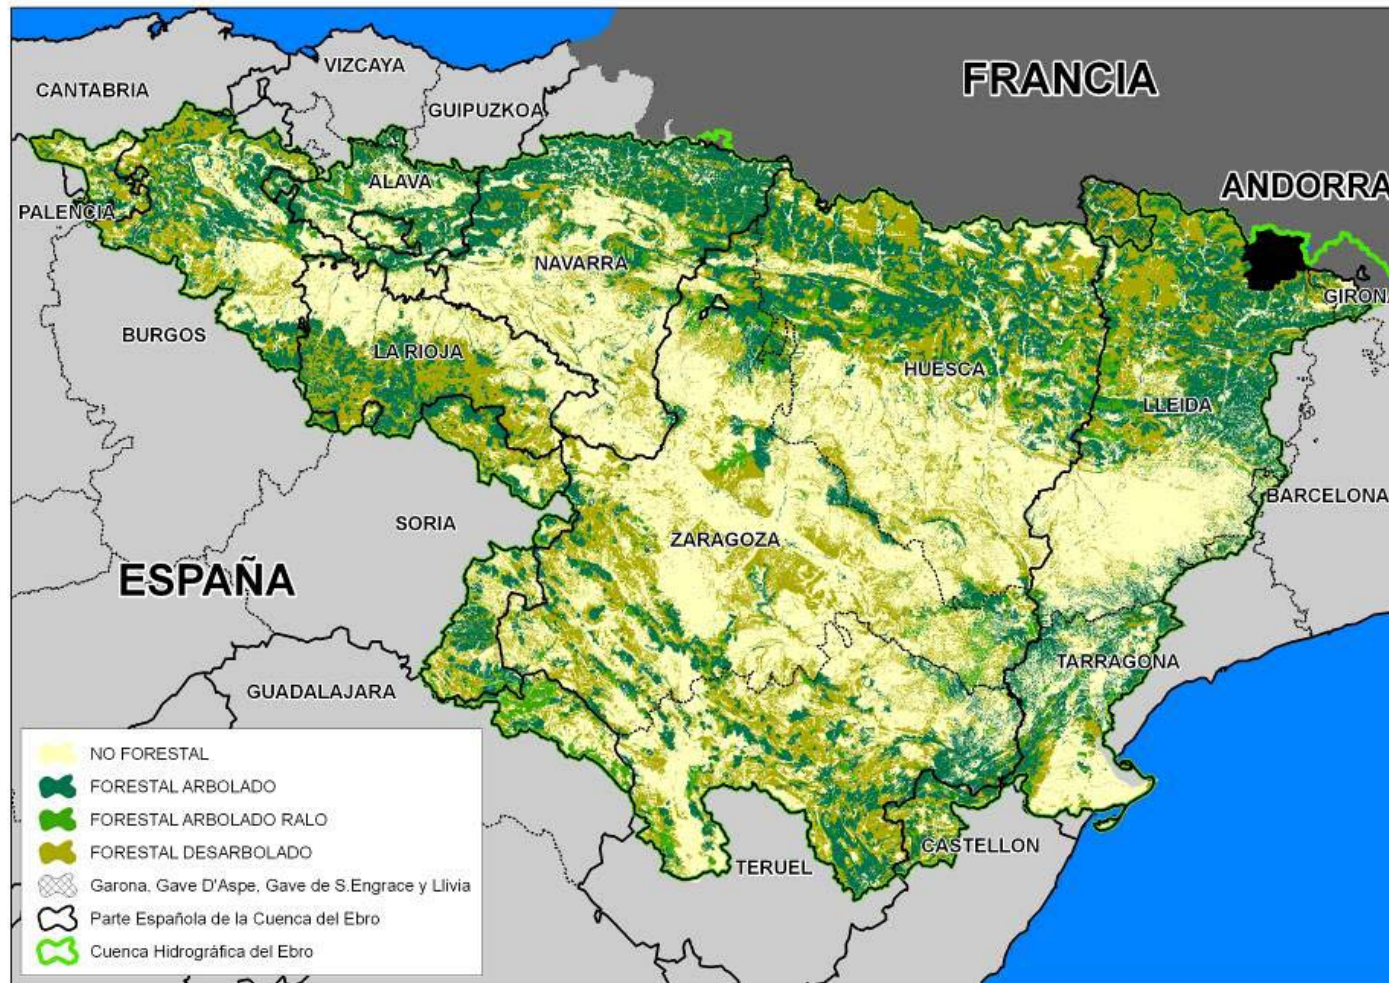 VIZCAYA
FRANCIA
CANTABRIA
GUIPUZKOA
ALAVA
ANDORRA
PALENCIA
NAVARRA
GIRON
BURGOS
LA RIOJA
HUESCA
LLEIDA
BARCELONA
SORIA
ZARAGOZA
ESPAÑA
TARRAGONA
GUADALAJARA
CASTELLON
TERUEL
NO FORESTAL
FORESTAL ARBOLADO
FORESTAL ARBOLADO RALO
FORESTAL DESARBOLADO
Garona, Gave D'Aspe, Gave de S.Engrace y Llivia
Parte Española de la Cuenca del Ebro
Cuenca Hidrográfica del Ebro